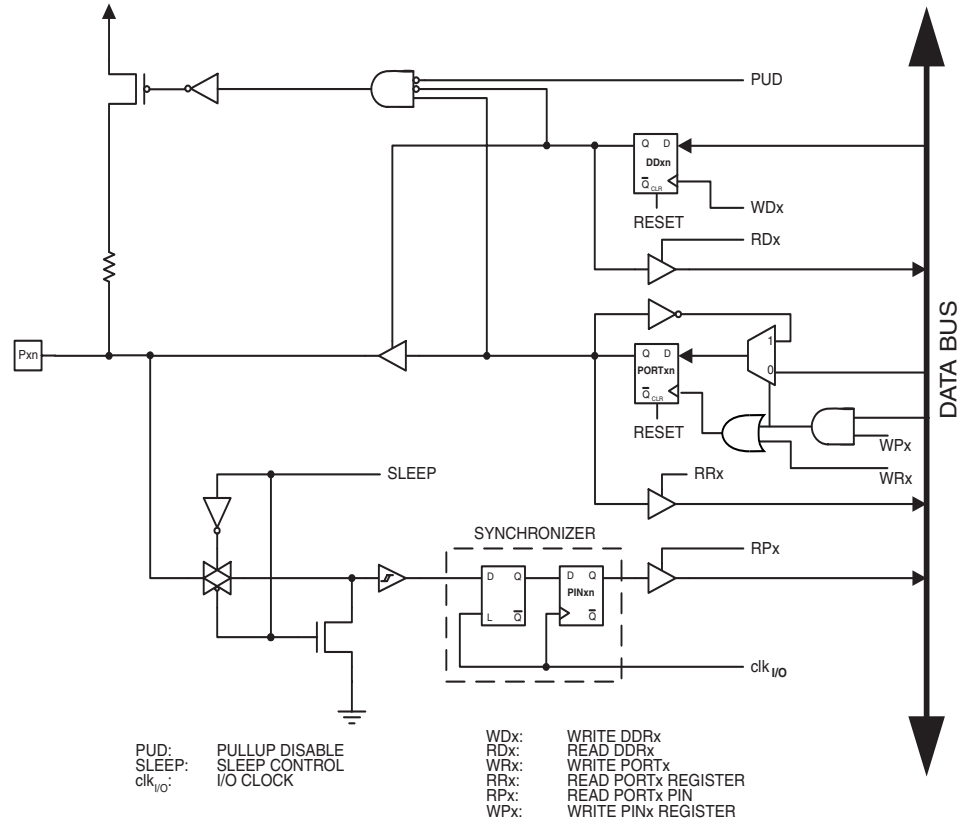 PUD
Q D
DDxn
Q CLR
WDx
RESET
RDx
DATA BUS
1
Pxn
Q D
PORTxn
0
Q CLR
RESET
WPx
WRx
SLEEP
RRx
SYNCHRONIZER
RPx
D Q
D Q
PINxn
L Q
Q
clk I/O
PUD: PULLUP DISABLE
SLEEP: SLEEP CONTROL
clkI/O: I/O CLOCK
WDx: WRITE DDRx
RDx: READ DDRx
WRx: WRITE PORTx
RRx: READ PORTx REGISTER
RPx: READ PORTx PIN
WPx: WRITE PINx REGISTER